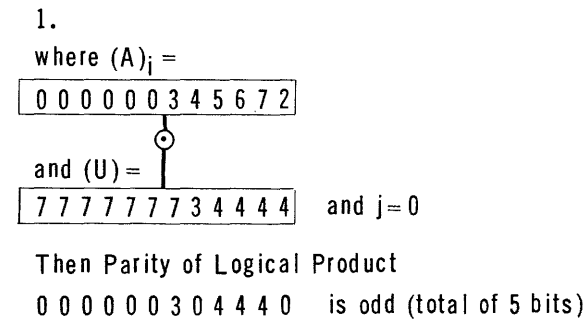 1.
where (A)i =
0 0 0 0 0 0 3 4 5 6 7 2
and (U) =
7 7 7 7 7 7 7 3 4 4 4 4 and j = 0
Then Parity of Logical Product
0 0 0 0 0 0 3 0 4 4 4 0 is odd (total of 5 bits)